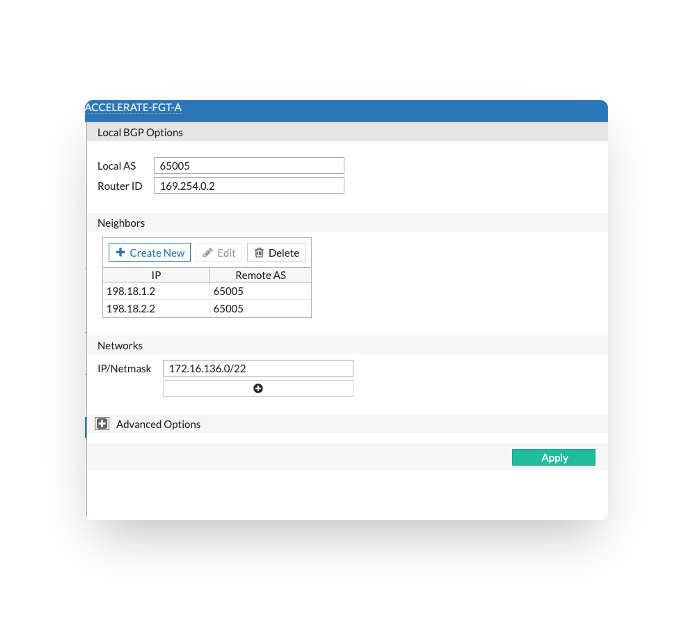 ACCELERATE-FGT-A
Local BGP Options
Local AS 65005
Router ID 169.254.0.2
Neighbors
Create New Edit Delete
IP Remote AS
198.18.1.2 65005
198.18.2.2 65005
Networks
IP/Netmask 172.16.136.0/22
Advanced Options
Apply